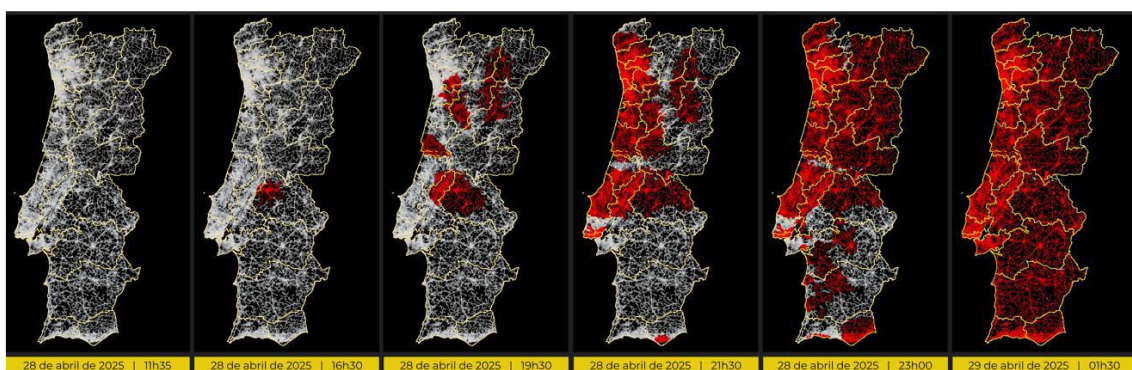 28 de abril de 2025 | 11h35
28 de abril de 2025 | 16h30
28 de abril de 2025 | 19h30
28 de abril de 2025 | 21h30
28 de abril de 2025 | 23h00
29 de abril de 2025 | 01h30